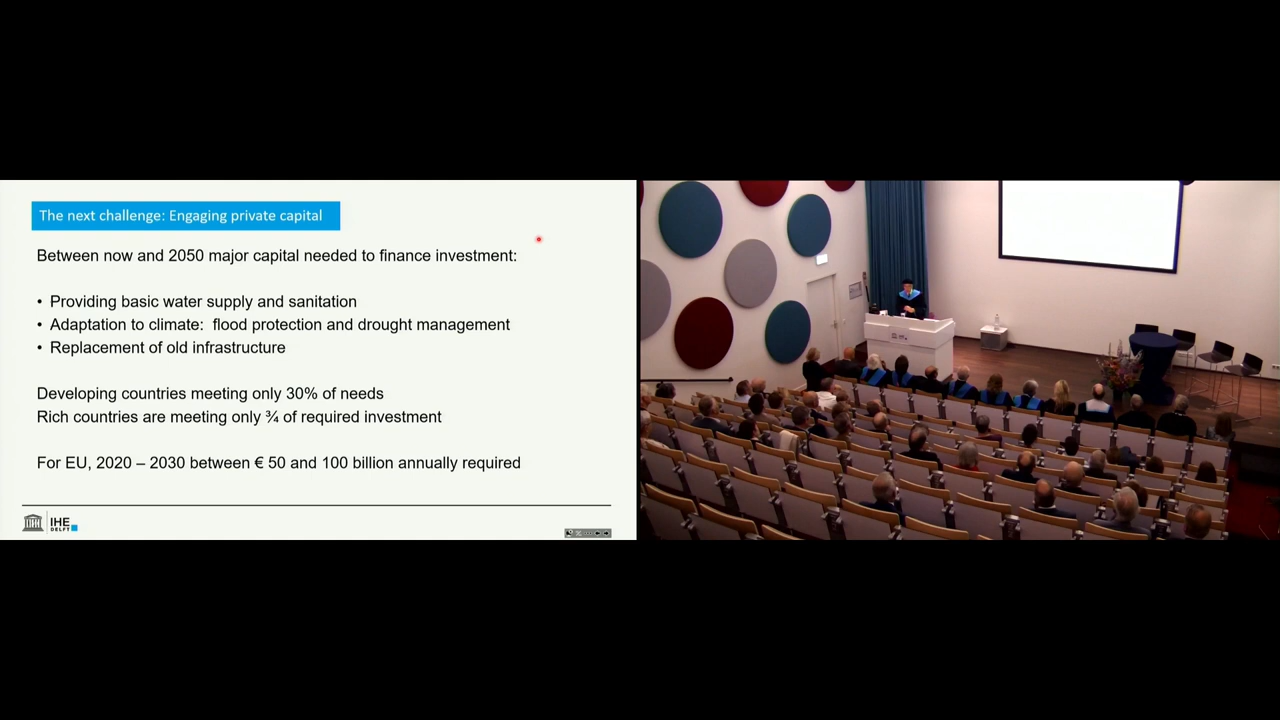 The next challenge: Engaging private capital
Between now and 2050 major capital needed to finance investment:
• Providing basic water supply and sanitation
• Adaptation to climate: flood protection and drought management
• Replacement of old infrastructure
Developing countries meeting only 30% of needs
Rich countries are meeting only ¾ of required investment
For EU, 2020 – 2030 between € 50 and 100 billion annually required
IHE
DELFT